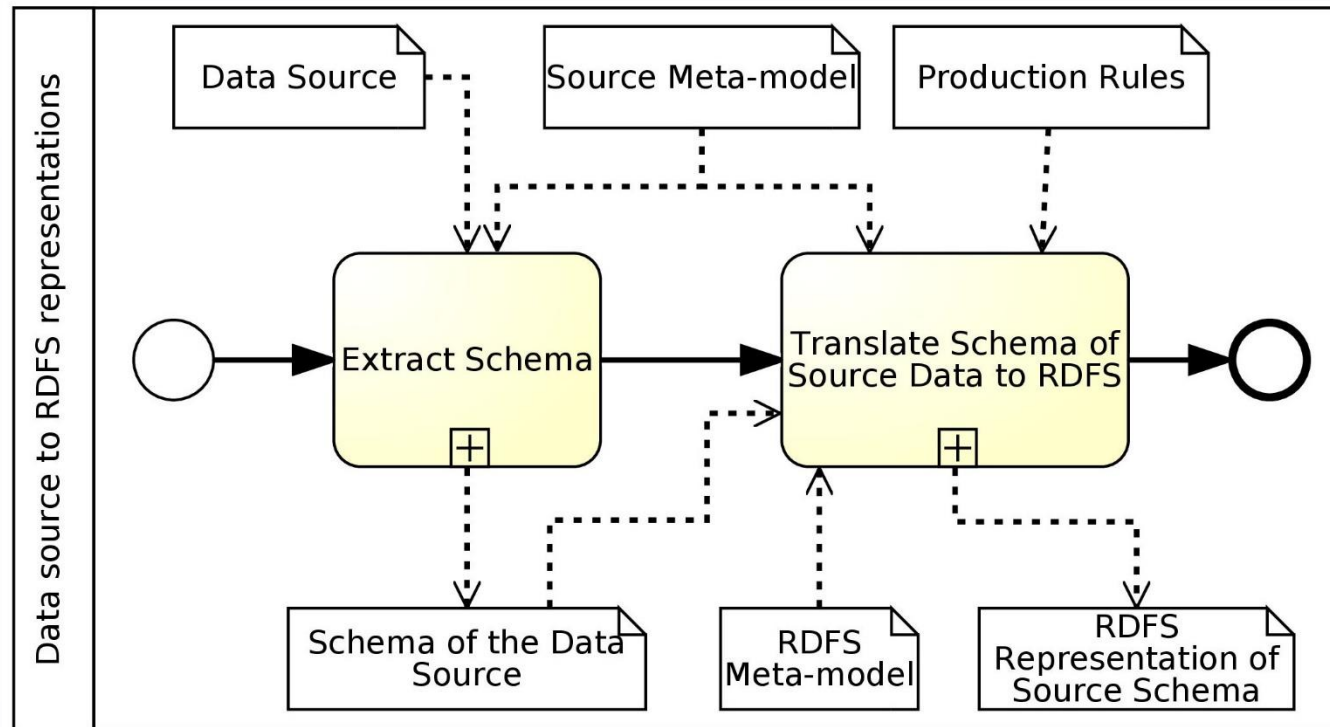 Data source to RDFS representations
Data Source
Source Meta-model
Production Rules
Extract Schema
Translate Schema of
Source Data to RDFS
Schema of the Data
Source
RDFS
Meta-model
RDFS
Representation of
Source Schema